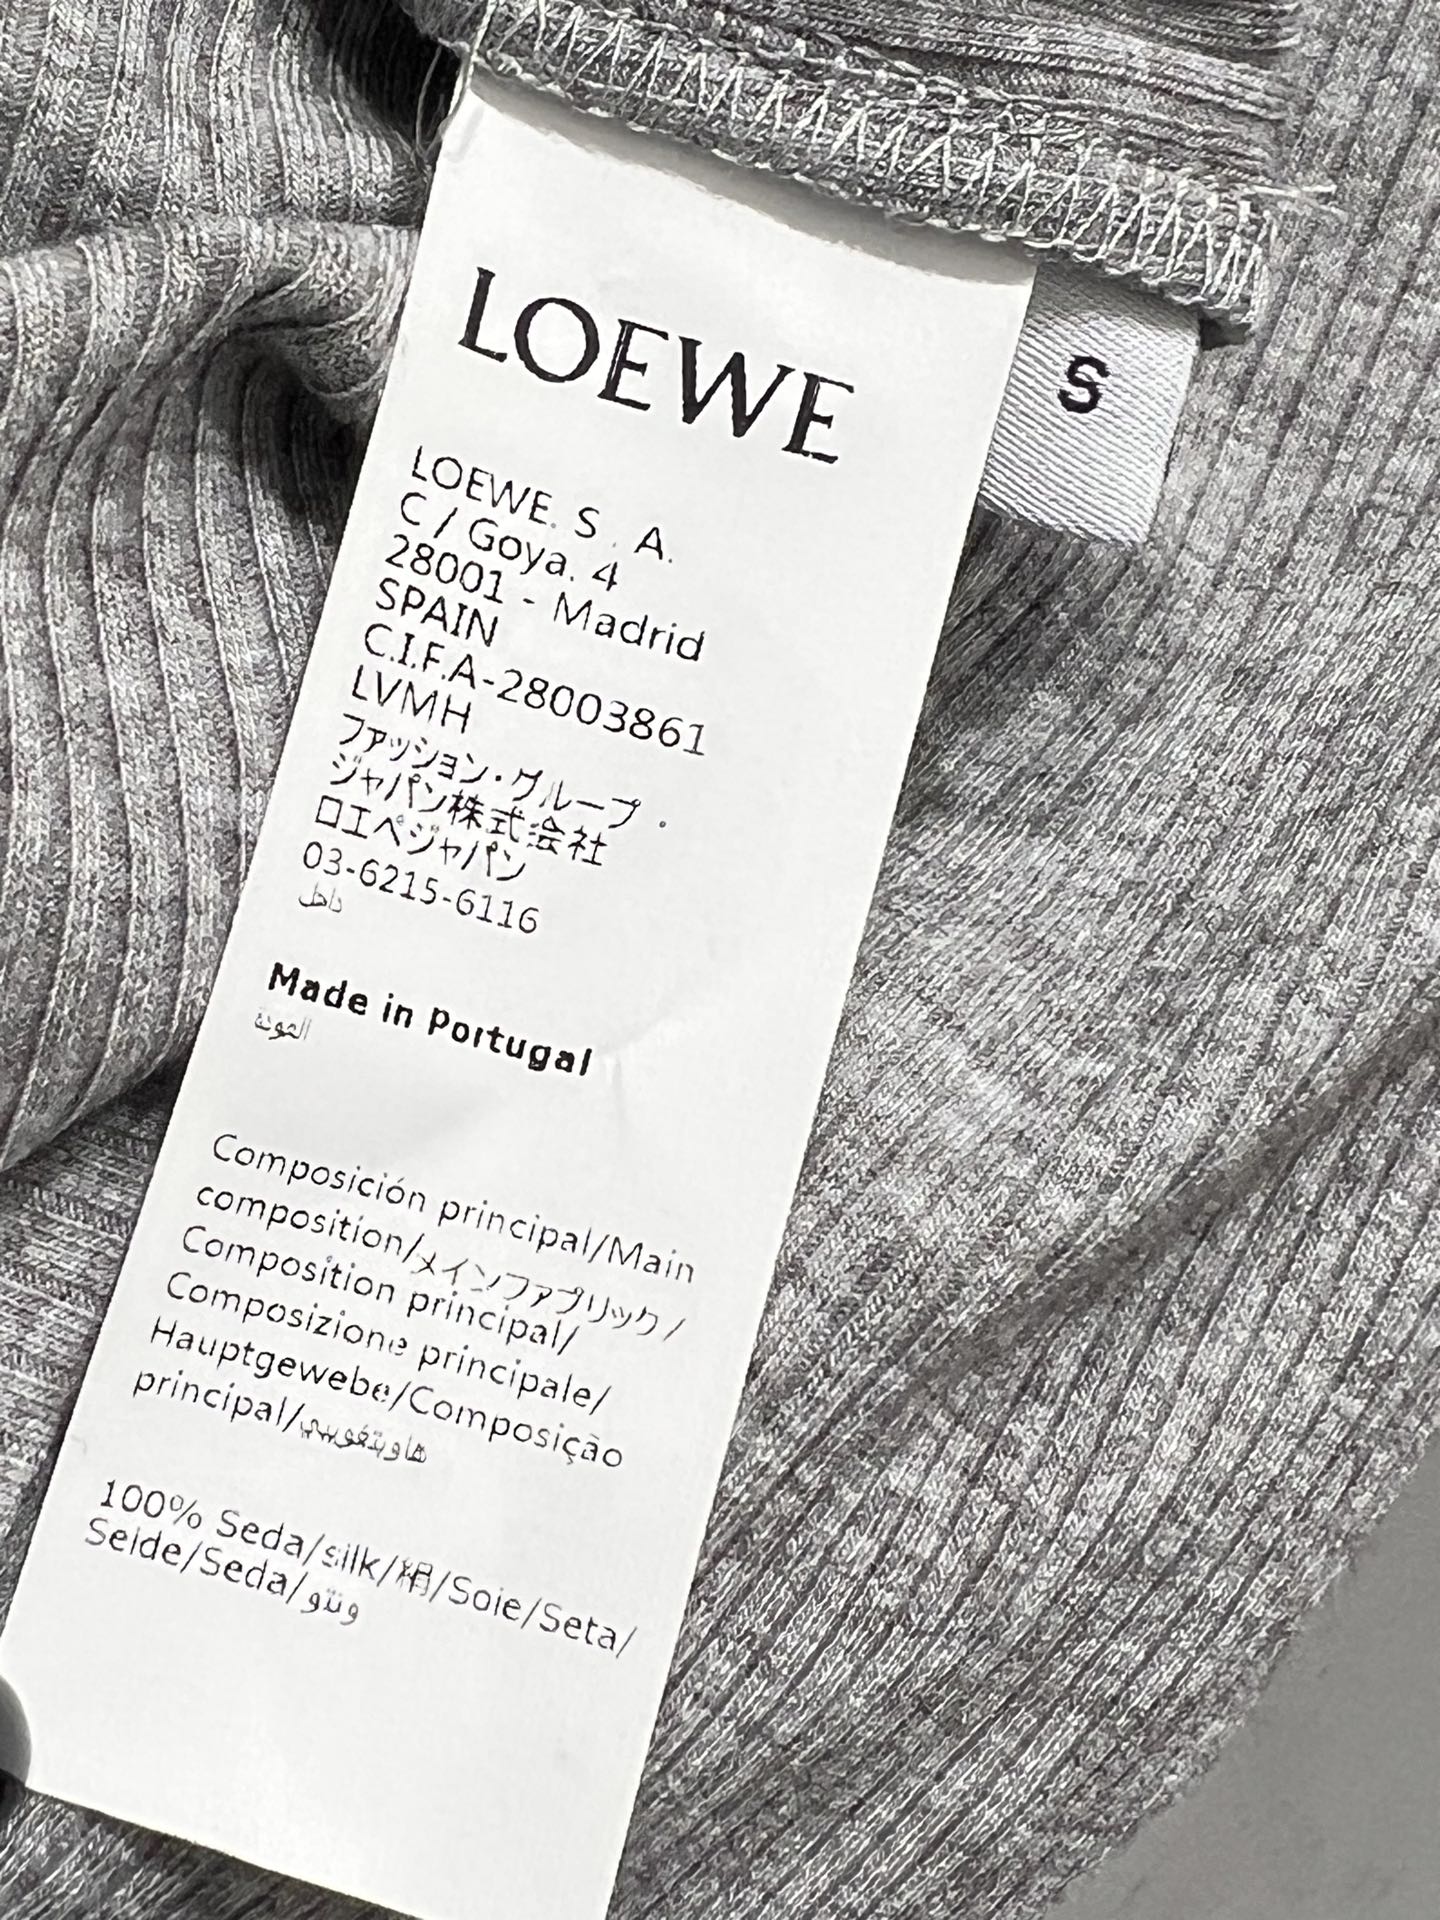 LOEWE
S
LOEWE. S . A.
C / Goya. 4
28001 - Madrid
SPAIN
C.I.F.A-28003861
LVMH
ファッション・グループ
ジャパン株式会社
ロエベジャパン
03-6215-6116
داطل
Made in Portugal
Composición principal/Main
composition/メインファブリック/
Composition principal/
Composizione principale/
Hauptgewebe/Composição
principal/
100% Seda/silk/絹/Soie/Seta/
Seide/Seda/